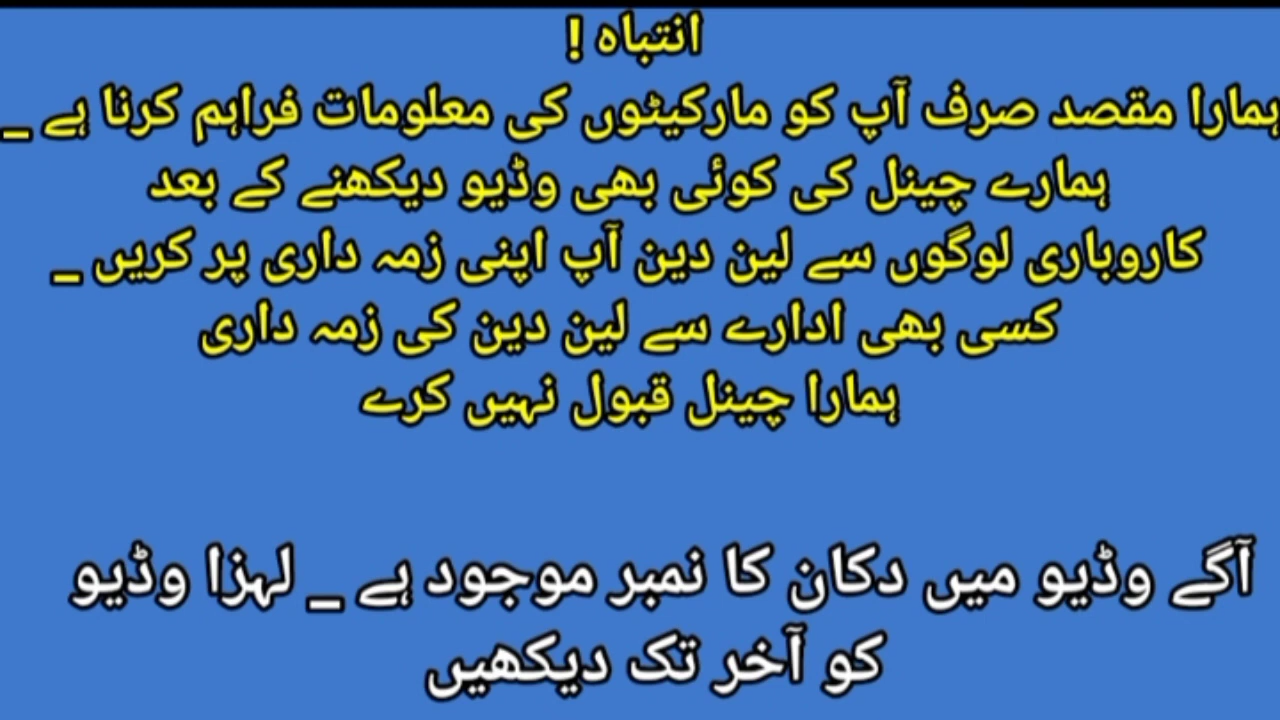 انتباہ !
ہمارا مقصد صرف آپ کو مارکیٹوں کی معلومات فراہم کرنا ہے _
ہمارے چینل کی کوئی بھی وڈیو دیکھنے کے بعد
کاروباری لوگوں سے لین دین آپ اپنی زمہ داری پر کریں _
کسی بھی ادارے سے لین دین کی زمہ داری
ہمارا چینل قبول نہیں کرے
آگے وڈیو میں دکان کا نمبر موجود ہے _ لہزا وڈیو
کو آخر تک دیکھیں